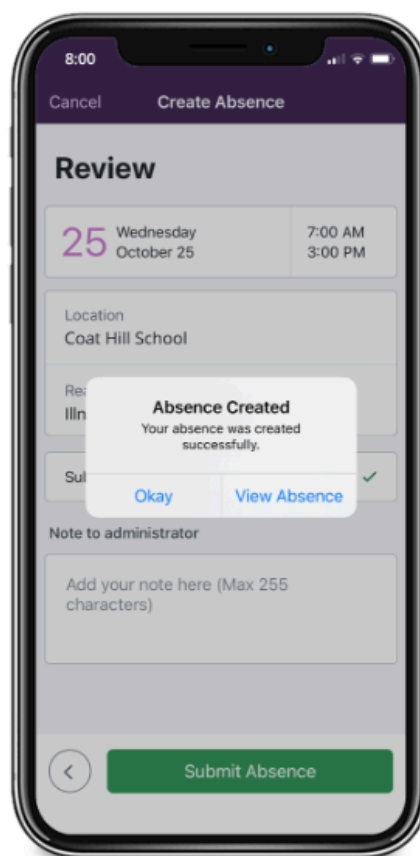 8:00
Cancel Create Absence
Review
25 Wednesday 7:00 AM
October 25 3:00 PM
Location
Coat Hill School
Absence Created
Your absence was created
successfully.
Okay View Absence
Note to administrator
Add your note here (Max 255
characters)
Submit Absence